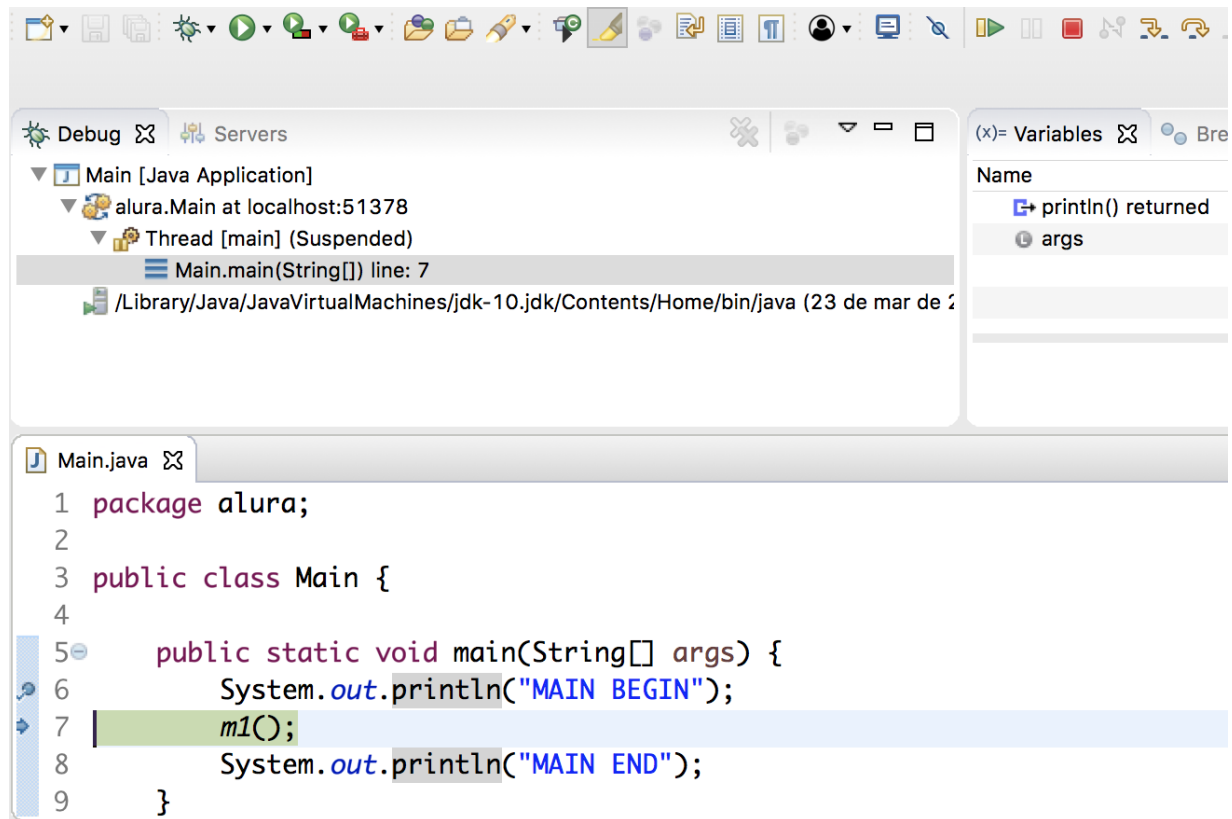 Debug Servers
(x)= Variables Bre
Main [Java Application]
Name
alura.Main at localhost:51378
println() returned
Thread [main] (Suspended)
args
Main.main(String[]) line: 7
/Library/Java/JavaVirtualMachines/jdk-10.jdk/Contents/Home/bin/java (23 de mar de 2
Main.java
1 package alura;
2
3 public class Main {
4
5 public static void main(String[] args) {
6 System.out.println("MAIN BEGIN");
7 m1();
8 System.out.println("MAIN END");
9 }